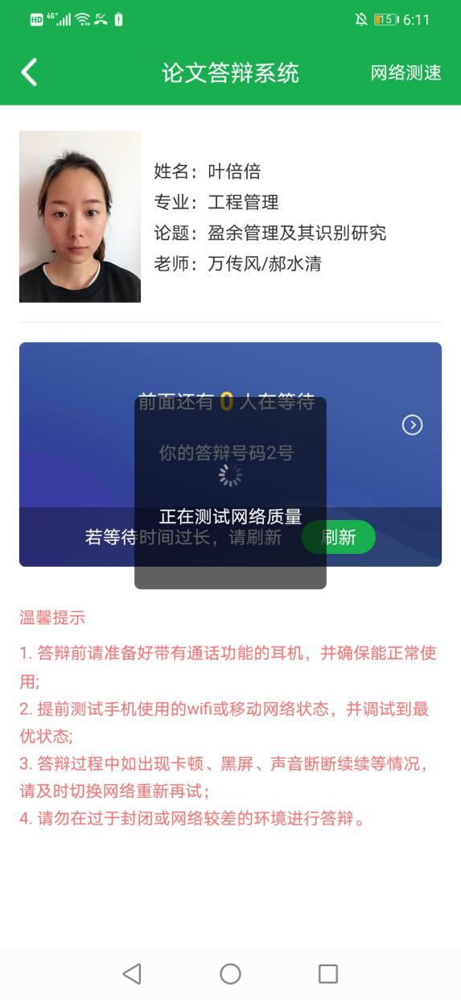 HD 4G+ 15 6:11
论文答辩系统 网络测速
姓名：叶倍倍
专业：工程管理
论题：盈余管理及其识别研究
老师：万传风/郝水清
前面还有 0 人在等待
你的答辩号码2号
正在测试网络质量
若等待时间过长，请刷新 刷新
温馨提示
1. 答辩前请准备好带有通话功能的耳机，并确保能正常使
用;
2. 提前测试手机使用的wifi或移动网络状态，并调试到最
优状态;
3. 答辩过程中如出现卡顿、黑屏、声音断断续续等情况，
请及时切换网络重新再试；
4. 请勿在过于封闭或网络较差的环境进行答辩。